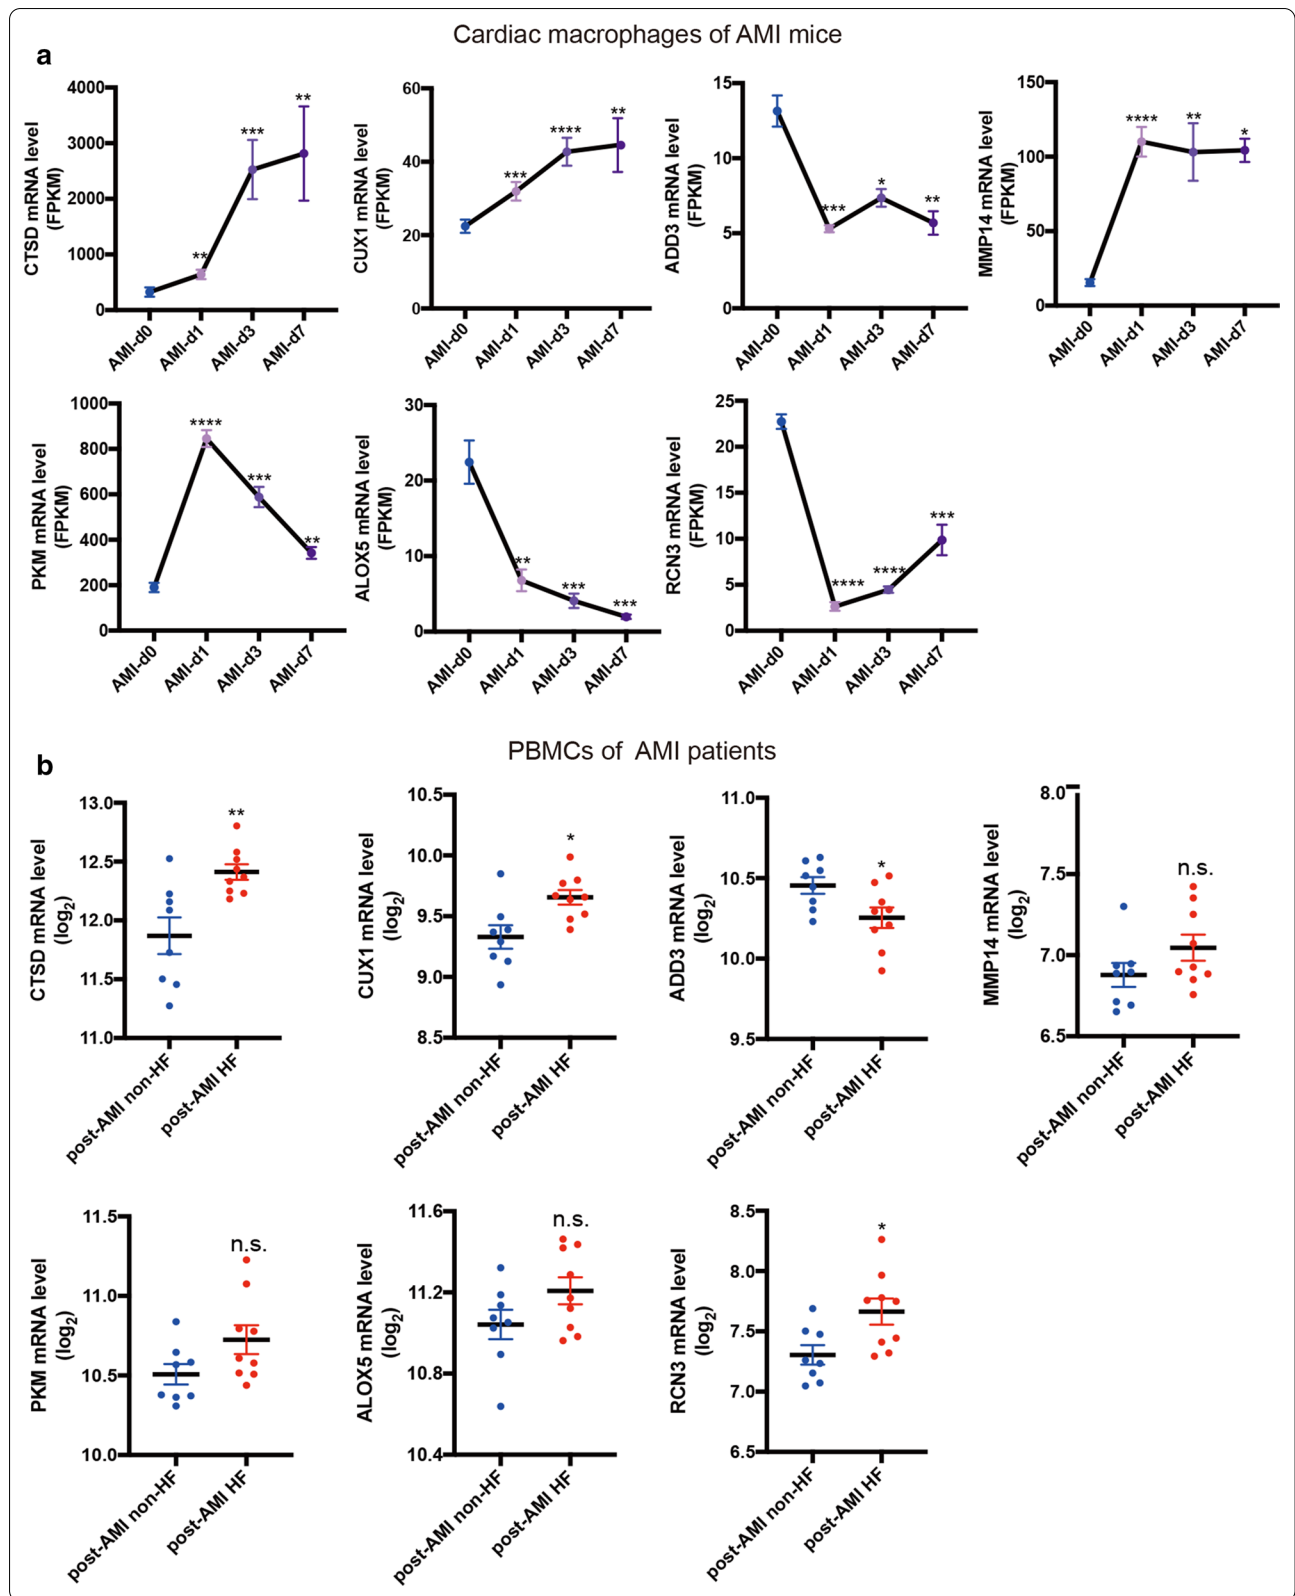 Cardiac macrophages of AMI mice
a
CTSD mRNA level
(FPKM)
4000
3000
2000
1000
0
**
***
**
AMI-d0
AMI-d1
AMI-d3
AMI-d7
CUX1 mRNA level
(FPKM)
60
40
20
0
***
****
**
AMI-d0
AMI-d1
AMI-d3
AMI-d7
ADD3 mRNA level
(FPKM)
15
10
5
0
***
*
**
AMI-d0
AMI-d1
AMI-d3
AMI-d7
MMP14 mRNA level
(FPKM)
150
100
50
0
****
**
*
AMI-d0
AMI-d1
AMI-d3
AMI-d7
PKM mRNA level
(FPKM)
1000
800
600
400
200
0
****
***
**
AMI-d0
AMI-d1
AMI-d3
AMI-d7
ALOX5 mRNA level
(FPKM)
30
20
10
0
**
***
***
AMI-d0
AMI-d1
AMI-d3
AMI-d7
RCN3 mRNA level
(FPKM)
25
20
15
10
5
0
****
****
***
AMI-d0
AMI-d1
AMI-d3
AMI-d7
PBMCs of AMI patients
b
CTSD mRNA level
(log2)
13.0
12.5
12.0
11.5
11.0
**
post-AMI non-HF
post-AMI HF
CUX1 mRNA level
(log2)
10.5
10.0
9.5
9.0
8.5
*
post-AMI non-HF
post-AMI HF
ADD3 mRNA level
(log2)
11.0
10.5
10.0
9.5
*
post-AMI non-HF
post-AMI HF
MMP14 mRNA level
(log2)
8.0
7.5
7.0
6.5
n.s.
post-AMI non-HF
post-AMI HF
PKM mRNA level
(log2)
11.5
11.0
10.5
10.0
n.s.
post-AMI non-HF
post-AMI HF
ALOX5 mRNA level
(log2)
11.6
11.2
10.8
10.4
n.s.
post-AMI non-HF
post-AMI HF
RCN3 mRNA level
(log2)
8.5
8.0
7.5
7.0
6.5
*
post-AMI non-HF
post-AMI HF